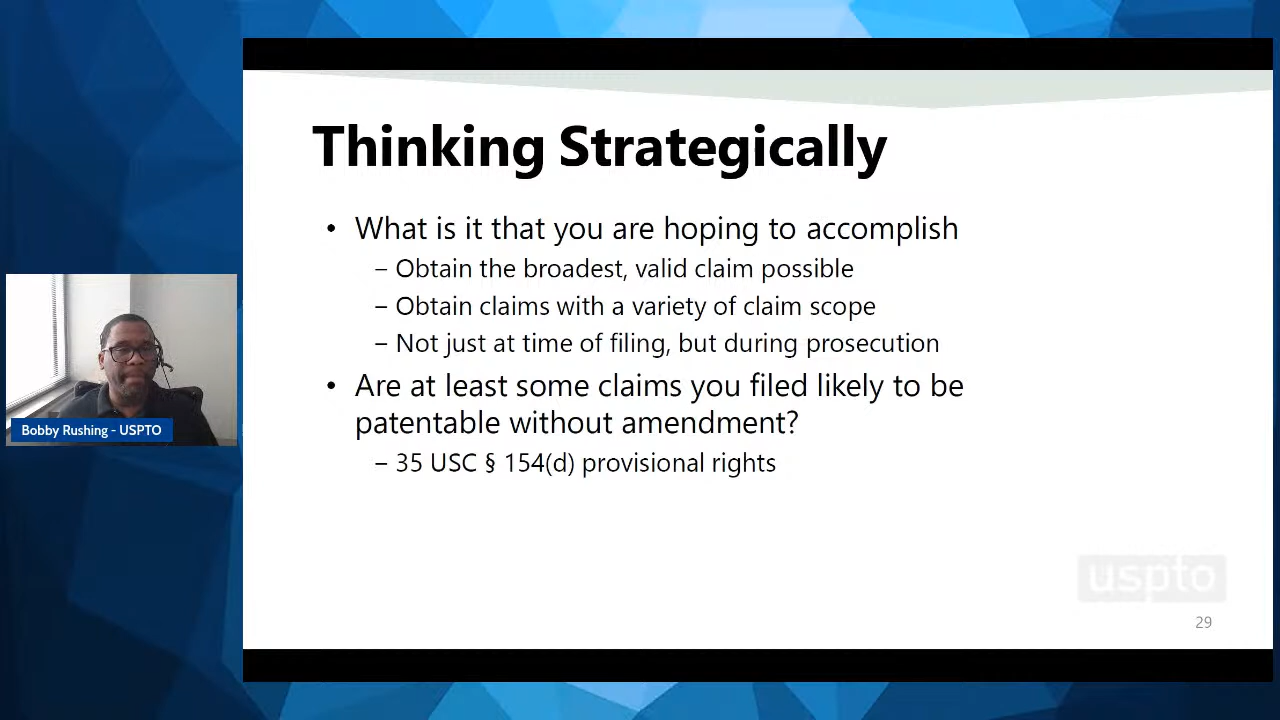 Thinking Strategically
• What is it that you are hoping to accomplish
– Obtain the broadest, valid claim possible
– Obtain claims with a variety of claim scope
– Not just at time of filing, but during prosecution
• Are at least some claims you filed likely to be
patentable without amendment?
– 35 USC § 154(d) provisional rights
Bobby Rushing - USPTO
uspto
29